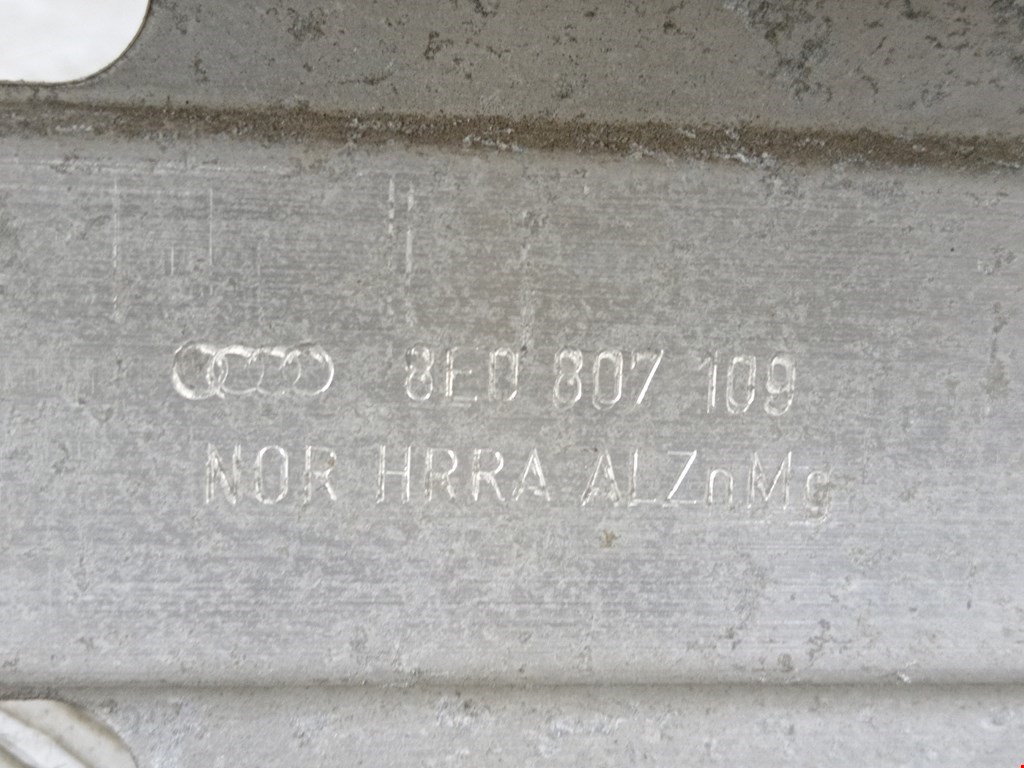 8E0 807 109
NOR HRRA ALZnMg